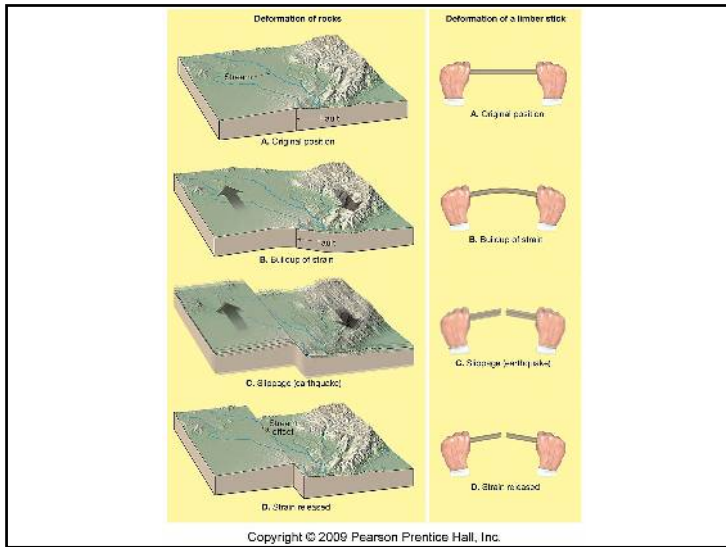 Deformation of rocks
Stream
Fault
A. Original position
Fault
B. Buildup of strain
C. Slippage (earthquake)
Stream
offset
D. Strain released
Deformation of a limber stick
A. Original position
B. Buildup of strain
C. Slippage (earthquake)
D. Strain released
Copyright © 2009 Pearson Prentice Hall, Inc.